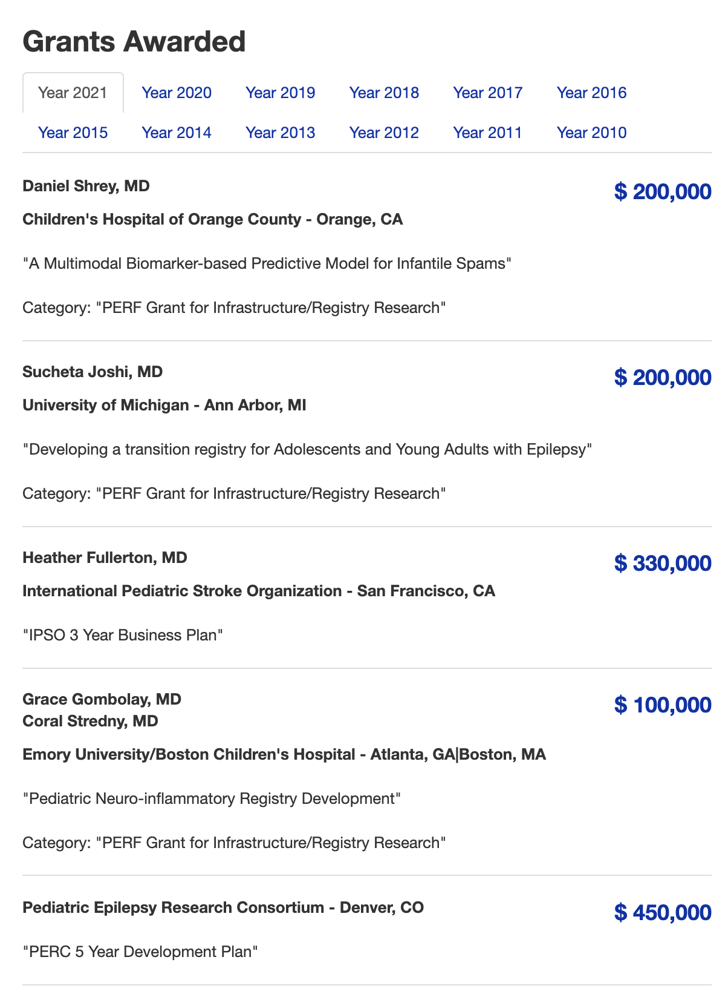 Grants Awarded
Year 2021 Year 2020 Year 2019 Year 2018 Year 2017 Year 2016
Year 2015 Year 2014 Year 2013 Year 2012 Year 2011 Year 2010
Daniel Shrey, MD
$ 200,000
Children's Hospital of Orange County - Orange, CA
"A Multimodal Biomarker-based Predictive Model for Infantile Spams"
Category: "PERF Grant for Infrastructure/Registry Research"
Sucheta Joshi, MD
$ 200,000
University of Michigan - Ann Arbor, MI
"Developing a transition registry for Adolescents and Young Adults with Epilepsy"
Category: "PERF Grant for Infrastructure/Registry Research"
Heather Fullerton, MD
$ 330,000
International Pediatric Stroke Organization - San Francisco, CA
"IPSO 3 Year Business Plan"
Grace Gombolay, MD
$ 100,000
Coral Stredny, MD
Emory University/Boston Children's Hospital - Atlanta, GA|Boston, MA
"Pediatric Neuro-inflammatory Registry Development"
Category: "PERF Grant for Infrastructure/Registry Research"
Pediatric Epilepsy Research Consortium - Denver, CO
$ 450,000
"PERC 5 Year Development Plan"